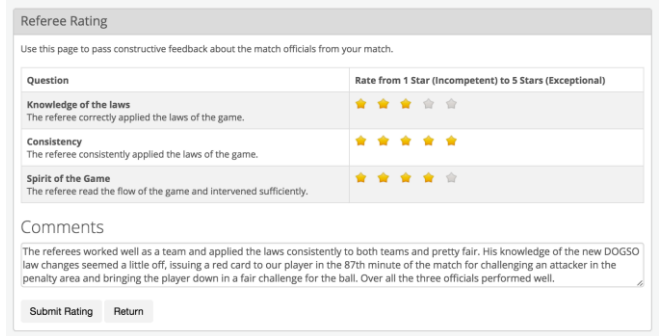 Referee Rating
Use this page to pass constructive feedback about the match officials from your match.
Question
Rate from 1 Star (Incompetent) to 5 Stars (Exceptional)
Knowledge of the laws
The referee correctly applied the laws of the game.
Consistency
The referee consistently applied the laws of the game.
Spirit of the Game
The referee read the flow of the game and intervened sufficiently.
Comments
The referees worked well as a team and applied the laws consistently to both teams and pretty fair. His knowledge of the new DOGSO
law changes seemed a little off, issuing a red card to our player in the 87th minute of the match for challenging an attacker in the
penalty area and bringing the player down in a fair challenge for the ball. Over all the three officials performed well.
Submit Rating
Return